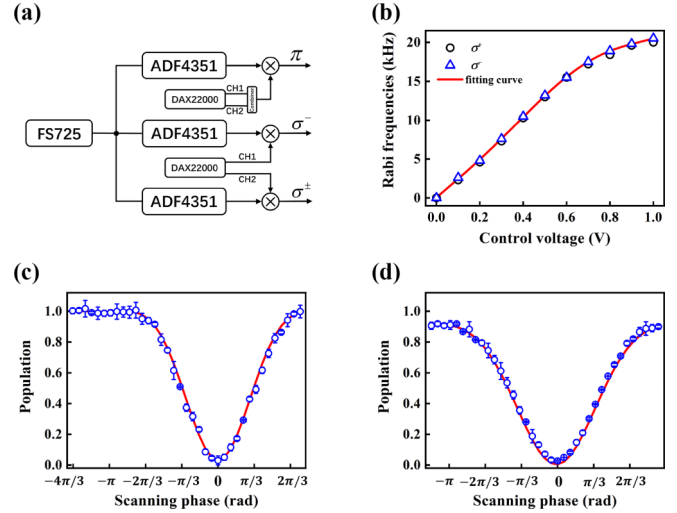 (a)
ADF4351
π
CH1
DAX22000
CH2
Combiner
FS725
ADF4351
σ⁻
DAX22000
CH1
CH2
ADF4351
σ±
(b)
Rabi frequencies (kHz)
20
15
10
5
0
σ⁺
σ⁻
fitting curve
0.0 0.2 0.4 0.6 0.8 1.0
Control voltage (V)
(c)
Population
1.0
0.8
0.6
0.4
0.2
0.0
−4π/3 −π −2π/3 −π/3 0 π/3 2π/3
Scanning phase (rad)
(d)
Population
1.0
0.8
0.6
0.4
0.2
0.0
−π −2π/3 −π/3 0 π/3 2π/3
Scanning phase (rad)